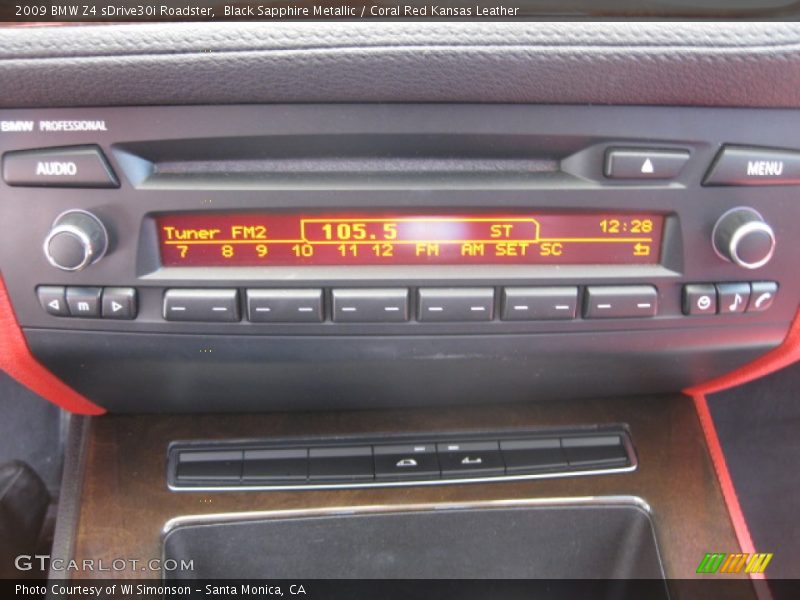 2009 BMW Z4 sDrive30i Roadster,  Black Sapphire Metallic / Coral Red Kansas Leather
BMW PROFESSIONAL
AUDIO
MENU
Tuner FM2 105.5 ST 12:28
7 8 9 10 11 12 FM AM SET SC
m
GTCARLOT.COM
Photo Courtesy of WI Simonson – Santa Monica, CA